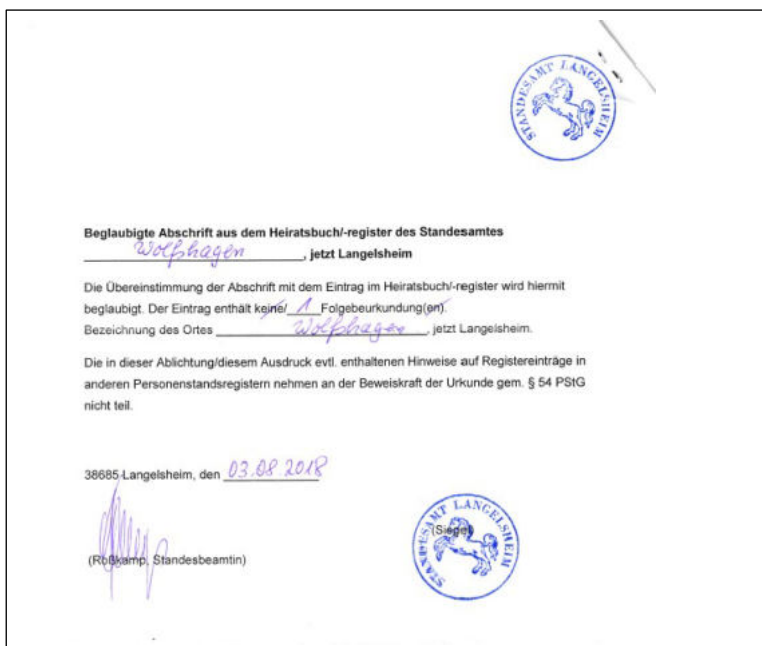 STANDESAMT LANGELSHEIM
Beglaubigte Abschrift aus dem Heiratsbuch/-register des Standesamtes
Wolfshagen, jetzt Langelsheim
Die Übereinstimmung der Abschrift mit dem Eintrag im Heiratsbuch/-register wird hiermit
beglaubigt. Der Eintrag enthält keine/ 1 Folgebeurkundung(en).
Bezeichnung des Ortes Wolfshagen, jetzt Langelsheim.
Die in dieser Ablichtung/diesem Ausdruck evtl. enthaltenen Hinweise auf Registereinträge in
anderen Personenstandsregistern nehmen an der Beweiskraft der Urkunde gem. § 54 PStG
nicht teil.
38685 Langelsheim, den 03.08.2018
STANDESAMT LANGELSHEIM
(Siegel)
(Roßkamp, Standesbeamtin)